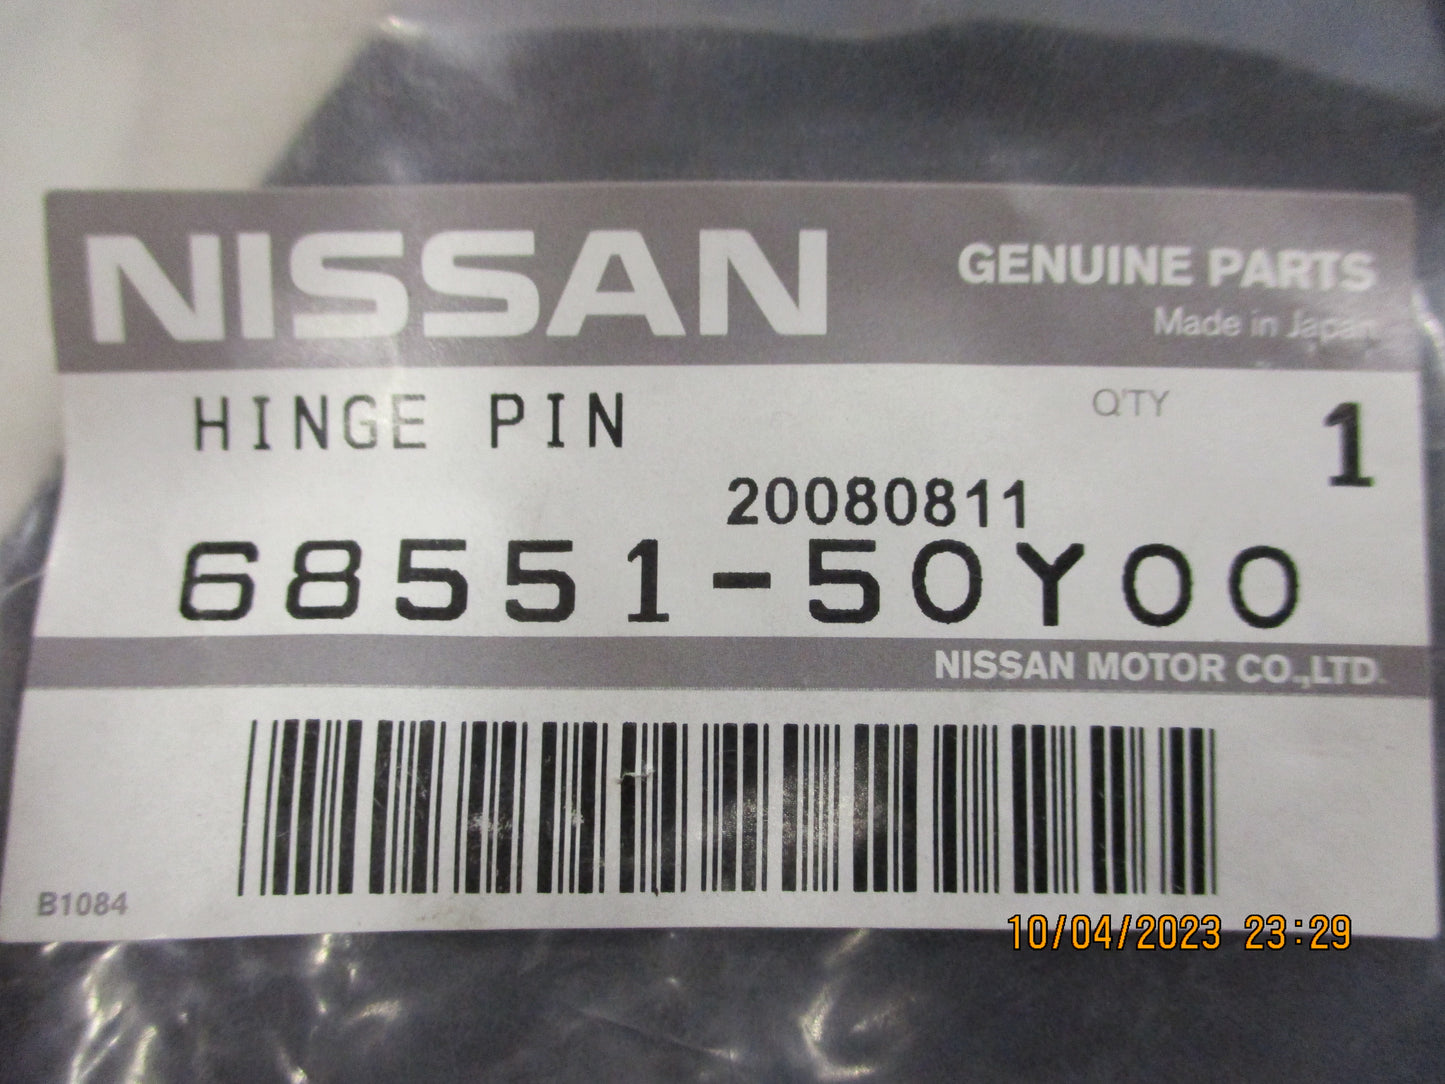 NISSAN
GENUINE PARTS
Made in Japan
HINGE PIN
Q'TY
1
20080811
68551-50Y00
NISSAN MOTOR CO.,LTD.
B1084
10/04/2023 23:29